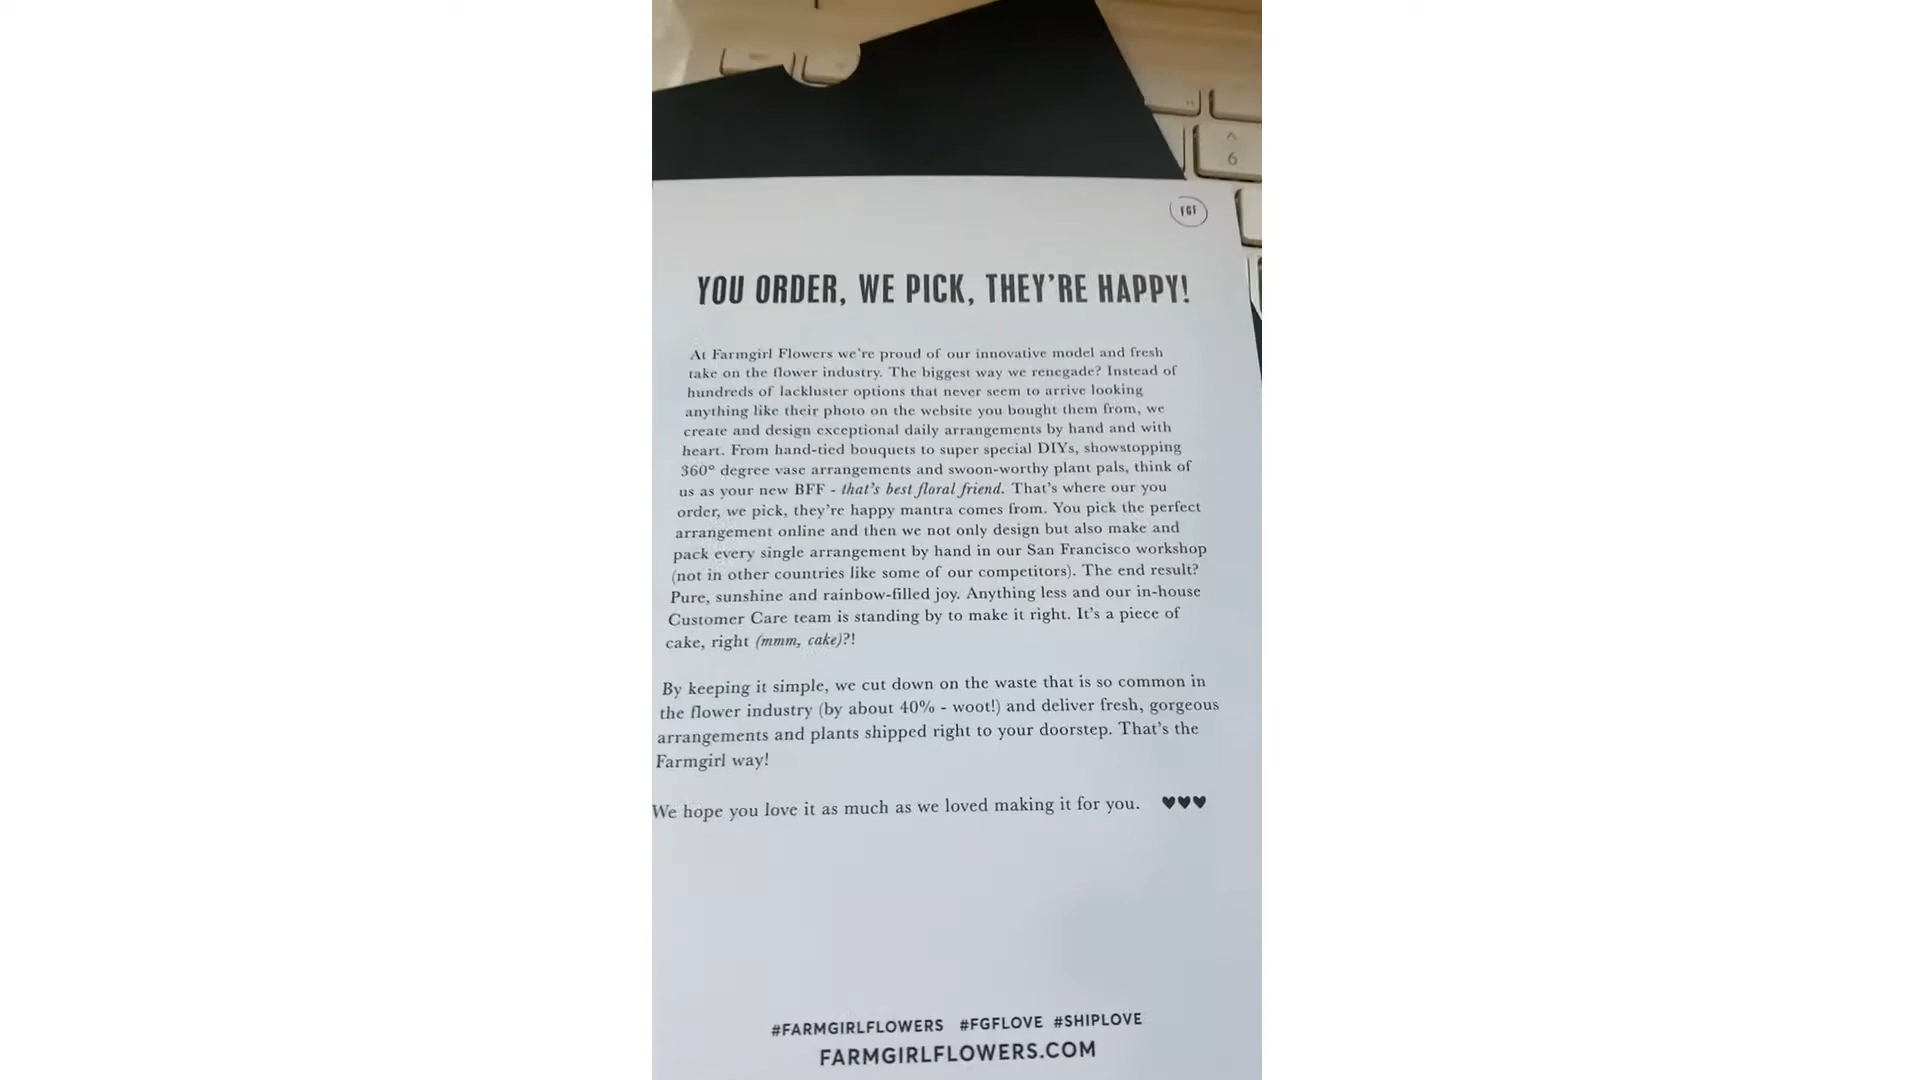 ^
6
FGF
YOU ORDER, WE PICK, THEY'RE HAPPY!
At Farmgirl Flowers we're proud of our innovative model and fresh
take on the flower industry. The biggest way we renegade? Instead of
hundreds of lackluster options that never seem to arrive looking
anything like their photo on the website you bought them from, we
create and design exceptional daily arrangements by hand and with
heart. From hand-tied bouquets to super special DIYs, showstopping
360° degree vase arrangements and swoon-worthy plant pals, think of
us as your new BFF - that's best floral friend. That's where our you
order, we pick, they're happy mantra comes from. You pick the perfect
arrangement online and then we not only design but also make and
pack every single arrangement by hand in our San Francisco workshop
(not in other countries like some of our competitors). The end result?
Pure, sunshine and rainbow-filled joy. Anything less and our in-house
Customer Care team is standing by to make it right. It's a piece of
cake, right (mmm, cake)?!
By keeping it simple, we cut down on the waste that is so common in
the flower industry (by about 40% - woot!) and deliver fresh, gorgeous
arrangements and plants shipped right to your doorstep. That's the
Farmgirl way!
We hope you love it as much as we loved making it for you. ♥♥♥
#FARMGIRLFLOWERS #FGFLOVE #SHIPLOVE
FARMGIRLFLOWERS.COM